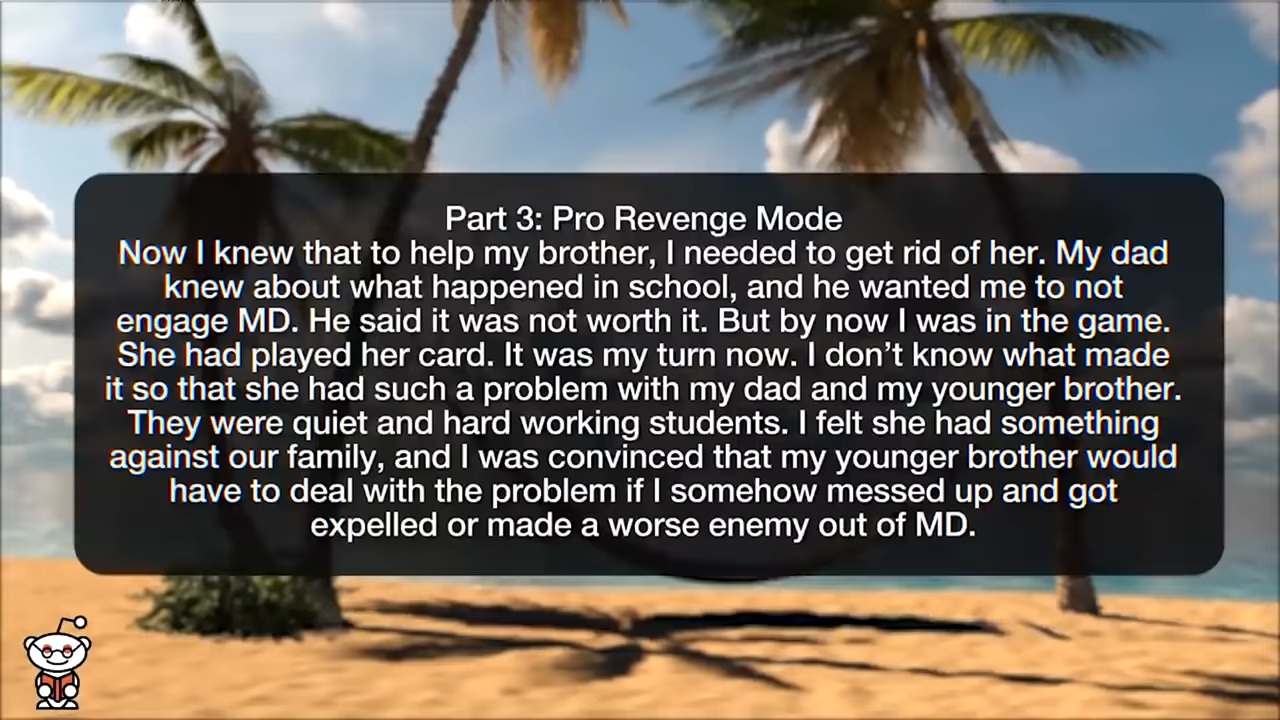 Part 3: Pro Revenge Mode
Now I knew that to help my brother, I needed to get rid of her. My dad
knew about what happened in school, and he wanted me to not
engage MD. He said it was not worth it. But by now I was in the game.
She had played her card. It was my turn now. I don’t know what made
it so that she had such a problem with my dad and my younger brother.
They were quiet and hard working students. I felt she had something
against our family, and I was convinced that my younger brother would
have to deal with the problem if I somehow messed up and got
expelled or made a worse enemy out of MD.